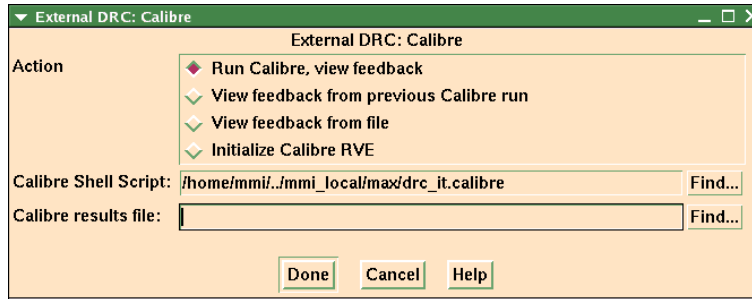 External DRC: Calibre
External DRC: Calibre
Action
Run Calibre, view feedback
View feedback from previous Calibre run
View feedback from file
Initialize Calibre RVE
Calibre Shell Script: /home/mmi/../mmi_local/max/drc_it.calibre Find...
Calibre results file: Find...
Done Cancel Help